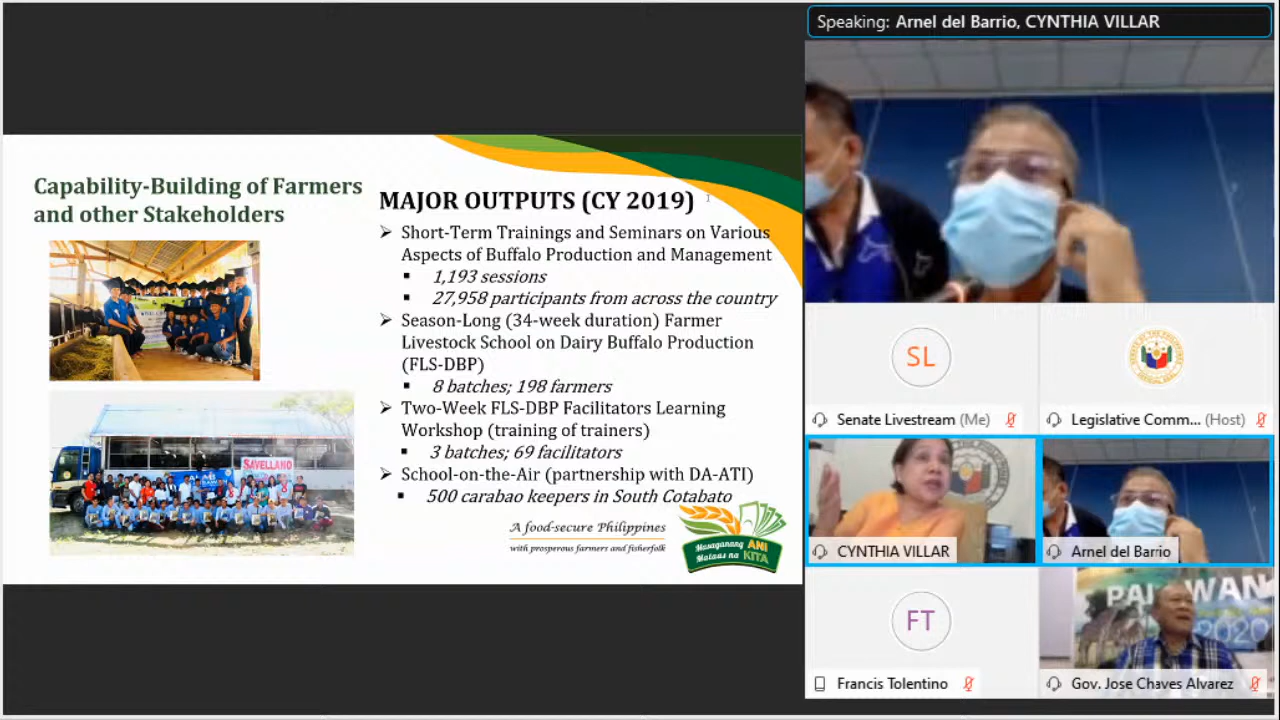 Speaking: Arnel del Barrio, CYNTHIA VILLAR
Capability-Building of Farmers
and other Stakeholders
MAJOR OUTPUTS (CY 2019)
1
➢ Short-Term Trainings and Seminars on Various
Aspects of Buffalo Production and Management
▪ 1,193 sessions
▪ 27,958 participants from across the country
➢ Season-Long (34-week duration) Farmer
Livestock School on Dairy Buffalo Production
(FLS-DBP)
▪ 8 batches; 198 farmers
➢ Two-Week FLS-DBP Facilitators Learning
Workshop (training of trainers)
▪ 3 batches; 69 facilitators
➢ School-on-the-Air (partnership with DA-ATI)
▪ 500 carabao keepers in South Cotabato
SAVELLANO
A food-secure Philippines
with prosperous farmers and fisherfolk
Masaganang ANI
Mataas na KITA
SL
Senate Livestream (Me)
Legislative Comm... (Host)
CYNTHIA VILLAR
Arnel del Barrio
FT
Francis Tolentino
WAN
2020
Gov. Jose Chaves Alvarez